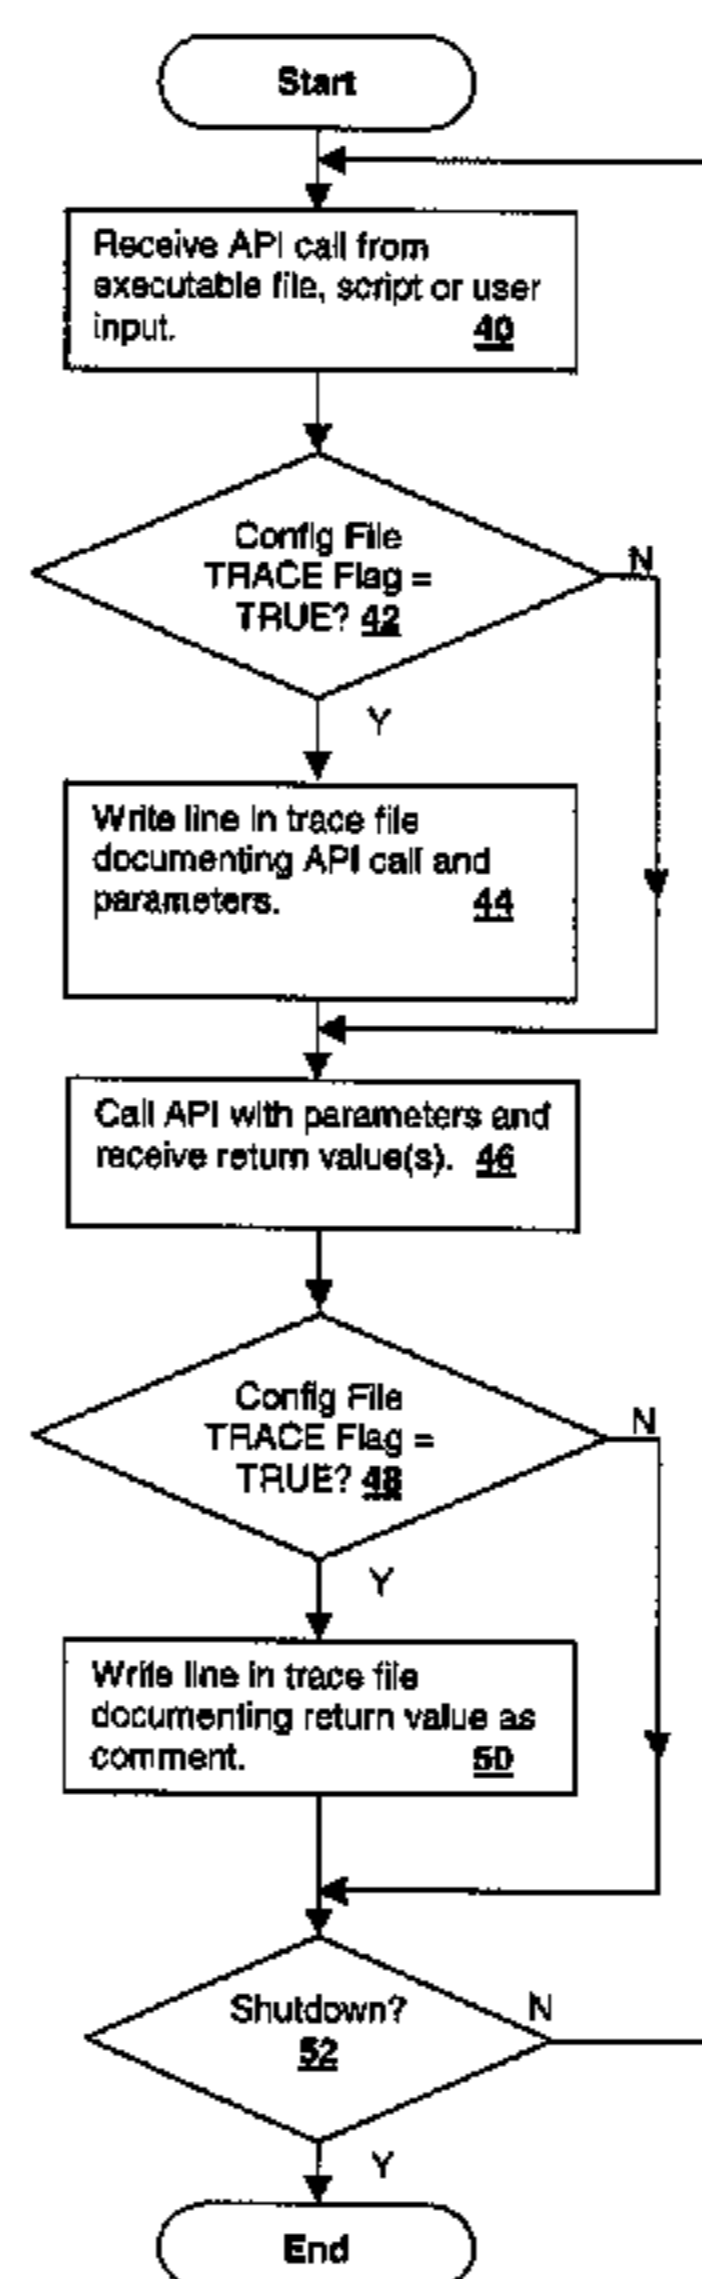 Start
Receive API call from
executable file, script or user
input. 40
Config File
TRACE Flag =
TRUE? 42
N
Y
Write line in trace file
documenting API call and
parameters. 44
Call API with parameters and
receive return value(s). 46
Config File
TRACE Flag =
TRUE? 48
N
Y
Write line in trace file
documenting return value as
comment. 50
Shutdown?
52
N
Y
End